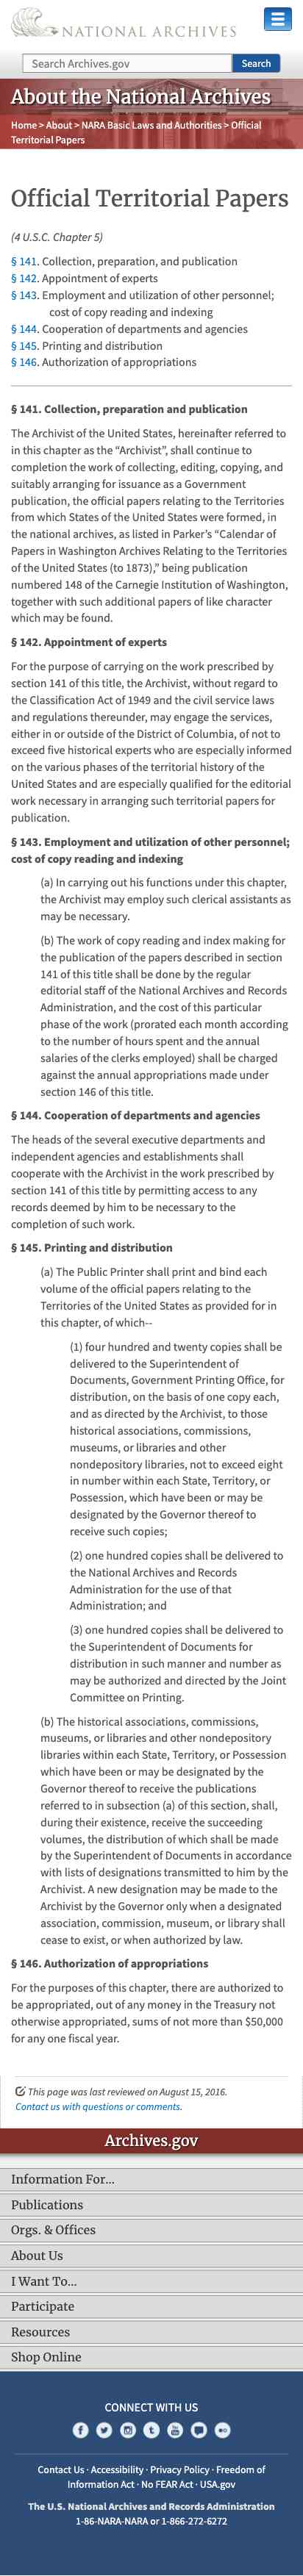 NATIONAL ARCHIVES
Search Archives.gov
Search
About the National Archives
Home > About > NARA Basic Laws and Authorities > Official
Territorial Papers
Official Territorial Papers
(4 U.S.C. Chapter 5)
§ 141. Collection, preparation, and publication
§ 142. Appointment of experts
§ 143. Employment and utilization of other personnel;
cost of copy reading and indexing
§ 144. Cooperation of departments and agencies
§ 145. Printing and distribution
§ 146. Authorization of appropriations
§ 141. Collection, preparation and publication
The Archivist of the United States, hereinafter referred to
in this chapter as the “Archivist”, shall continue to
completion the work of collecting, editing, copying, and
suitably arranging for issuance as a Government
publication, the official papers relating to the Territories
from which States of the United States were formed, in
the national archives, as listed in Parker’s “Calendar of
Papers in Washington Archives Relating to the Territories
of the United States (to 1873),” being publication
numbered 148 of the Carnegie Institution of Washington,
together with such additional papers of like character
which may be found.
§ 142. Appointment of experts
For the purpose of carrying on the work prescribed by
section 141 of this title, the Archivist, without regard to
the Classification Act of 1949 and the civil service laws
and regulations thereunder, may engage the services,
either in or outside of the District of Columbia, of not to
exceed five historical experts who are especially informed
on the various phases of the territorial history of the
United States and are especially qualified for the editorial
work necessary in arranging such territorial papers for
publication.
§ 143. Employment and utilization of other personnel;
cost of copy reading and indexing
(a) In carrying out his functions under this chapter,
the Archivist may employ such clerical assistants as
may be necessary.
(b) The work of copy reading and index making for
the publication of the papers described in section
141 of this title shall be done by the regular
editorial staff of the National Archives and Records
Administration, and the cost of this particular
phase of the work (prorated each month according
to the number of hours spent and the annual
salaries of the clerks employed) shall be charged
against the annual appropriations made under
section 146 of this title.
§ 144. Cooperation of departments and agencies
The heads of the several executive departments and
independent agencies and establishments shall
cooperate with the Archivist in the work prescribed by
section 141 of this title by permitting access to any
records deemed by him to be necessary to the
completion of such work.
§ 145. Printing and distribution
(a) The Public Printer shall print and bind each
volume of the official papers relating to the
Territories of the United States as provided for in
this chapter, of which--
(1) four hundred and twenty copies shall be
delivered to the Superintendent of
Documents, Government Printing Office, for
distribution, on the basis of one copy each,
and as directed by the Archivist, to those
historical associations, commissions,
museums, or libraries and other
nondepository libraries, not to exceed eight
in number within each State, Territory, or
Possession, which have been or may be
designated by the Governor thereof to
receive such copies;
(2) one hundred copies shall be delivered to
the National Archives and Records
Administration for the use of that
Administration; and
(3) one hundred copies shall be delivered to
the Superintendent of Documents for
distribution in such manner and number as
may be authorized and directed by the Joint
Committee on Printing.
(b) The historical associations, commissions,
museums, or libraries and other nondepository
libraries within each State, Territory, or Possession
which have been or may be designated by the
Governor thereof to receive the publications
referred to in subsection (a) of this section, shall,
during their existence, receive the succeeding
volumes, the distribution of which shall be made
by the Superintendent of Documents in accordance
with lists of designations transmitted to him by the
Archivist. A new designation may be made to the
Archivist by the Governor only when a designated
association, commission, museum, or library shall
cease to exist, or when authorized by law.
§ 146. Authorization of appropriations
For the purposes of this chapter, there are authorized to
be appropriated, out of any money in the Treasury not
otherwise appropriated, sums of not more than $50,000
for any one fiscal year.
This page was last reviewed on August 15, 2016.
Contact us with questions or comments.
Archives.gov
Information For...
Publications
Orgs. & Offices
About Us
I Want To...
Participate
Resources
Shop Online
CONNECT WITH US
Contact Us · Accessibility · Privacy Policy · Freedom of
Information Act · No FEAR Act · USA.gov
The U.S. National Archives and Records Administration
1-86-NARA-NARA or 1-866-272-6272